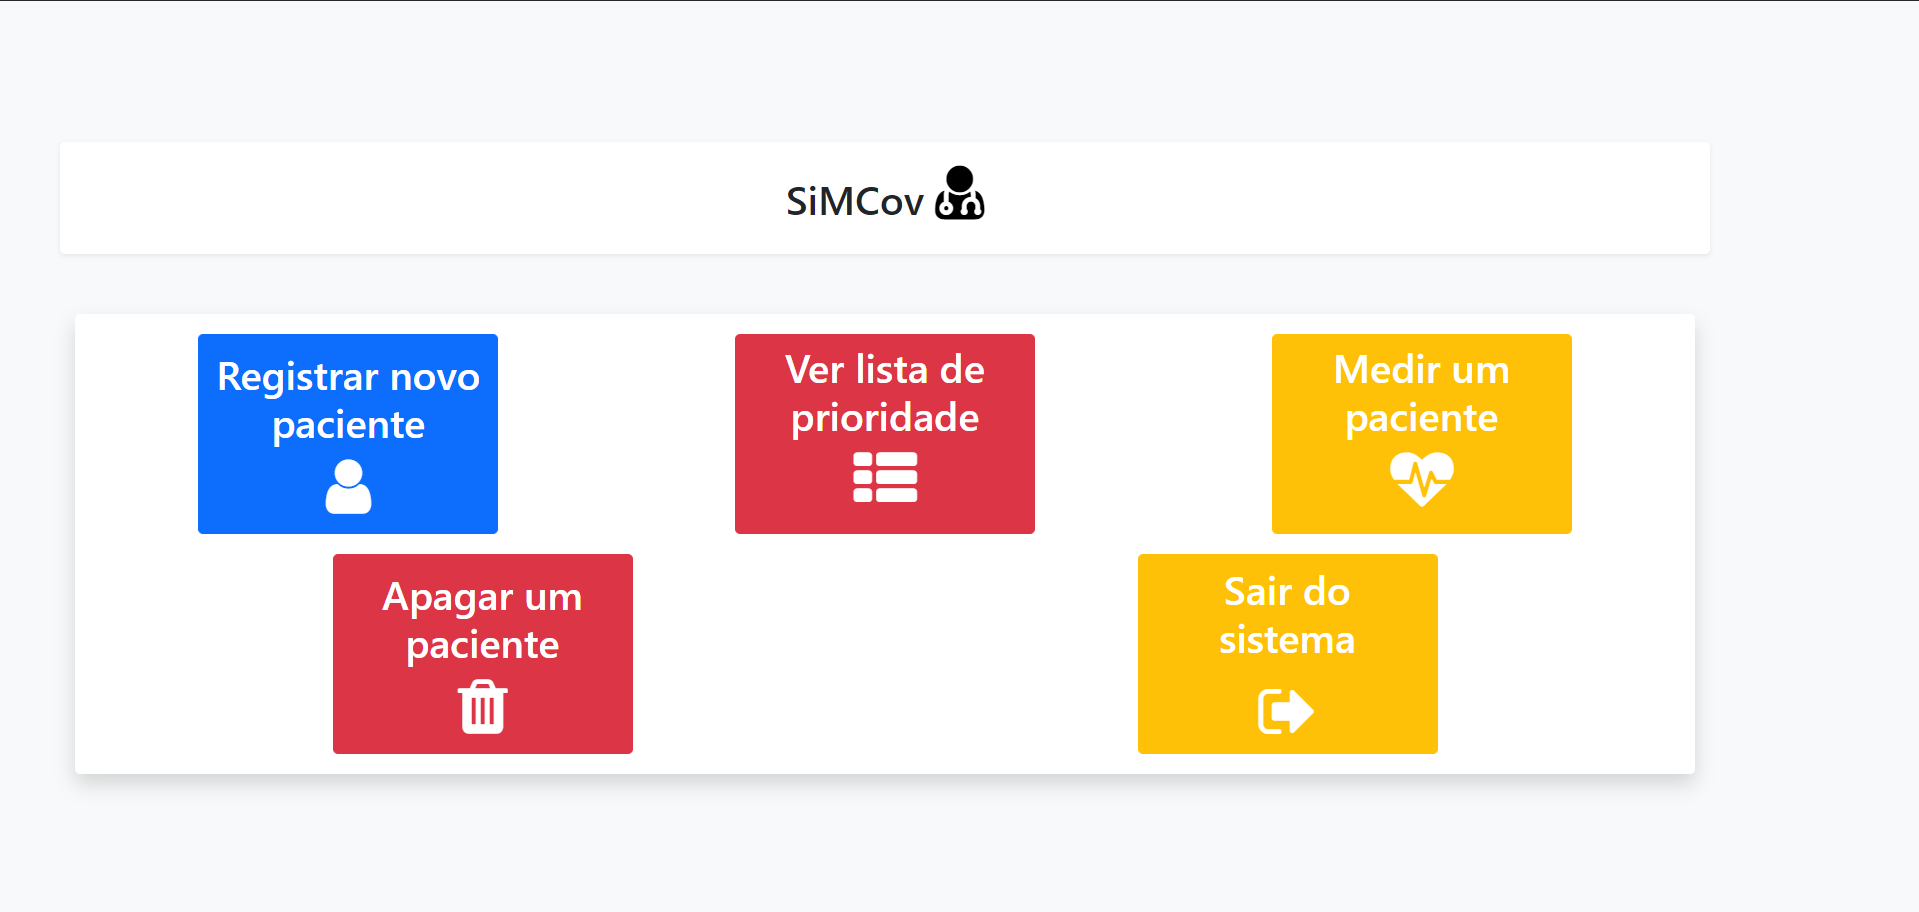 SiMCov
Registrar novo
paciente
Ver lista de
prioridade
Medir um
paciente
Apagar um
paciente
Sair do
sistema